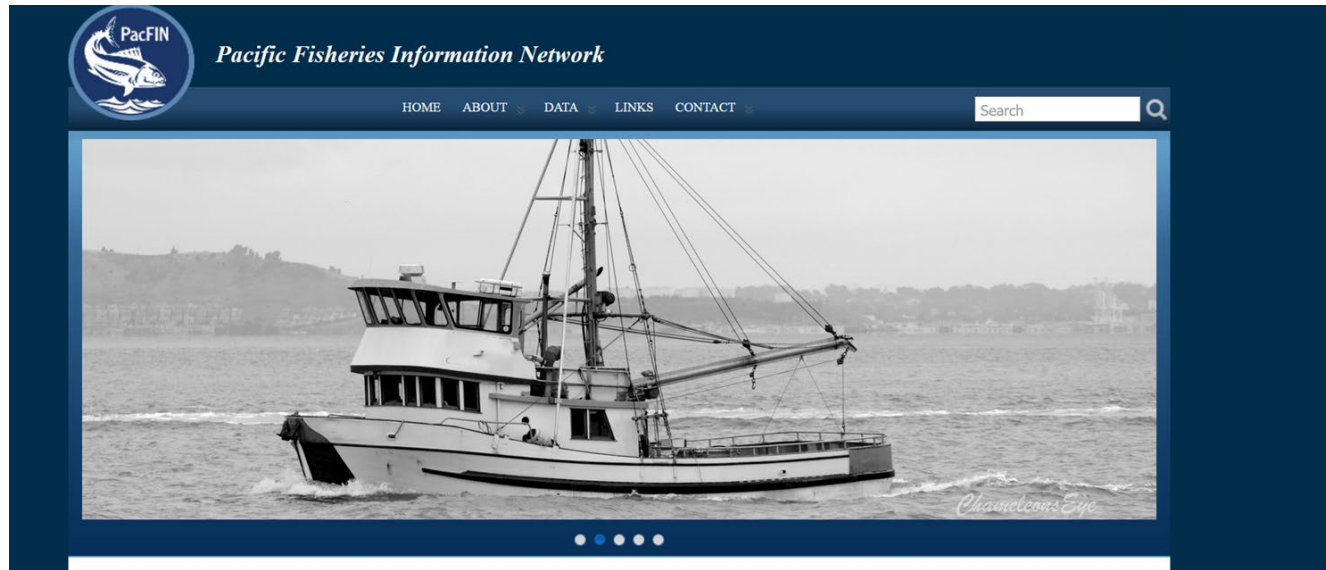 PacFIN
Pacific Fisheries Information Network
HOME ABOUT DATA LINKS CONTACT
Search
ChameleonsEye